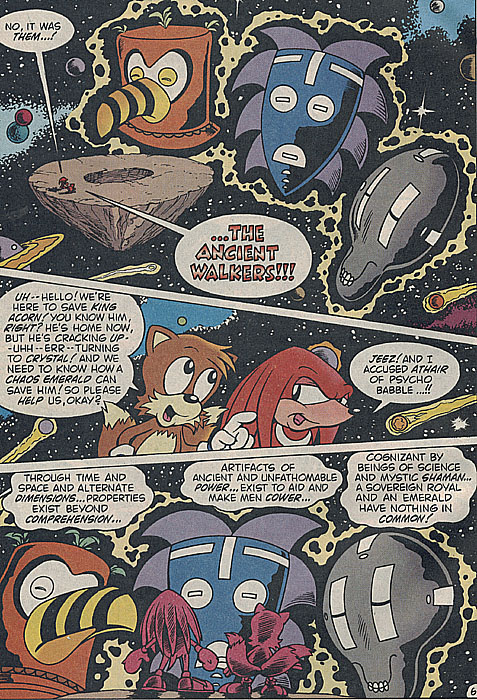 NO, IT WAS
THEM...!
...THE
ANCIENT
WALKERS!!!
UH--HELLO! WE'RE
HERE TO SAVE KING
ACORN! YOU KNOW HIM,
RIGHT? HE'S HOME NOW,
BUT HE'S CRACKING UP-
-UHH--ERR--TURNING
TO CRYSTAL! AND WE
NEED TO KNOW HOW A
CHAOS EMERALD CAN
SAVE HIM! SO PLEASE
HELP US, OKAY?
JEEZ! AND I
ACCUSED ATHAIR
OF PSYCHO
BABBLE...!!
THROUGH TIME AND
SPACE AND ALTERNATE
DIMENSIONS...PROPERTIES
EXIST BEYOND
COMPREHENSION...
ARTIFACTS OF
ANCIENT AND UNFATHOMABLE
POWER... EXIST TO AID AND
MAKE MEN COWER...
COGNIZANT BY
BEINGS OF SCIENCE
AND MYSTIC SHAMAN...
A SOVEREIGN ROYAL
AND AN EMERALD
HAVE NOTHING IN
COMMON!
6